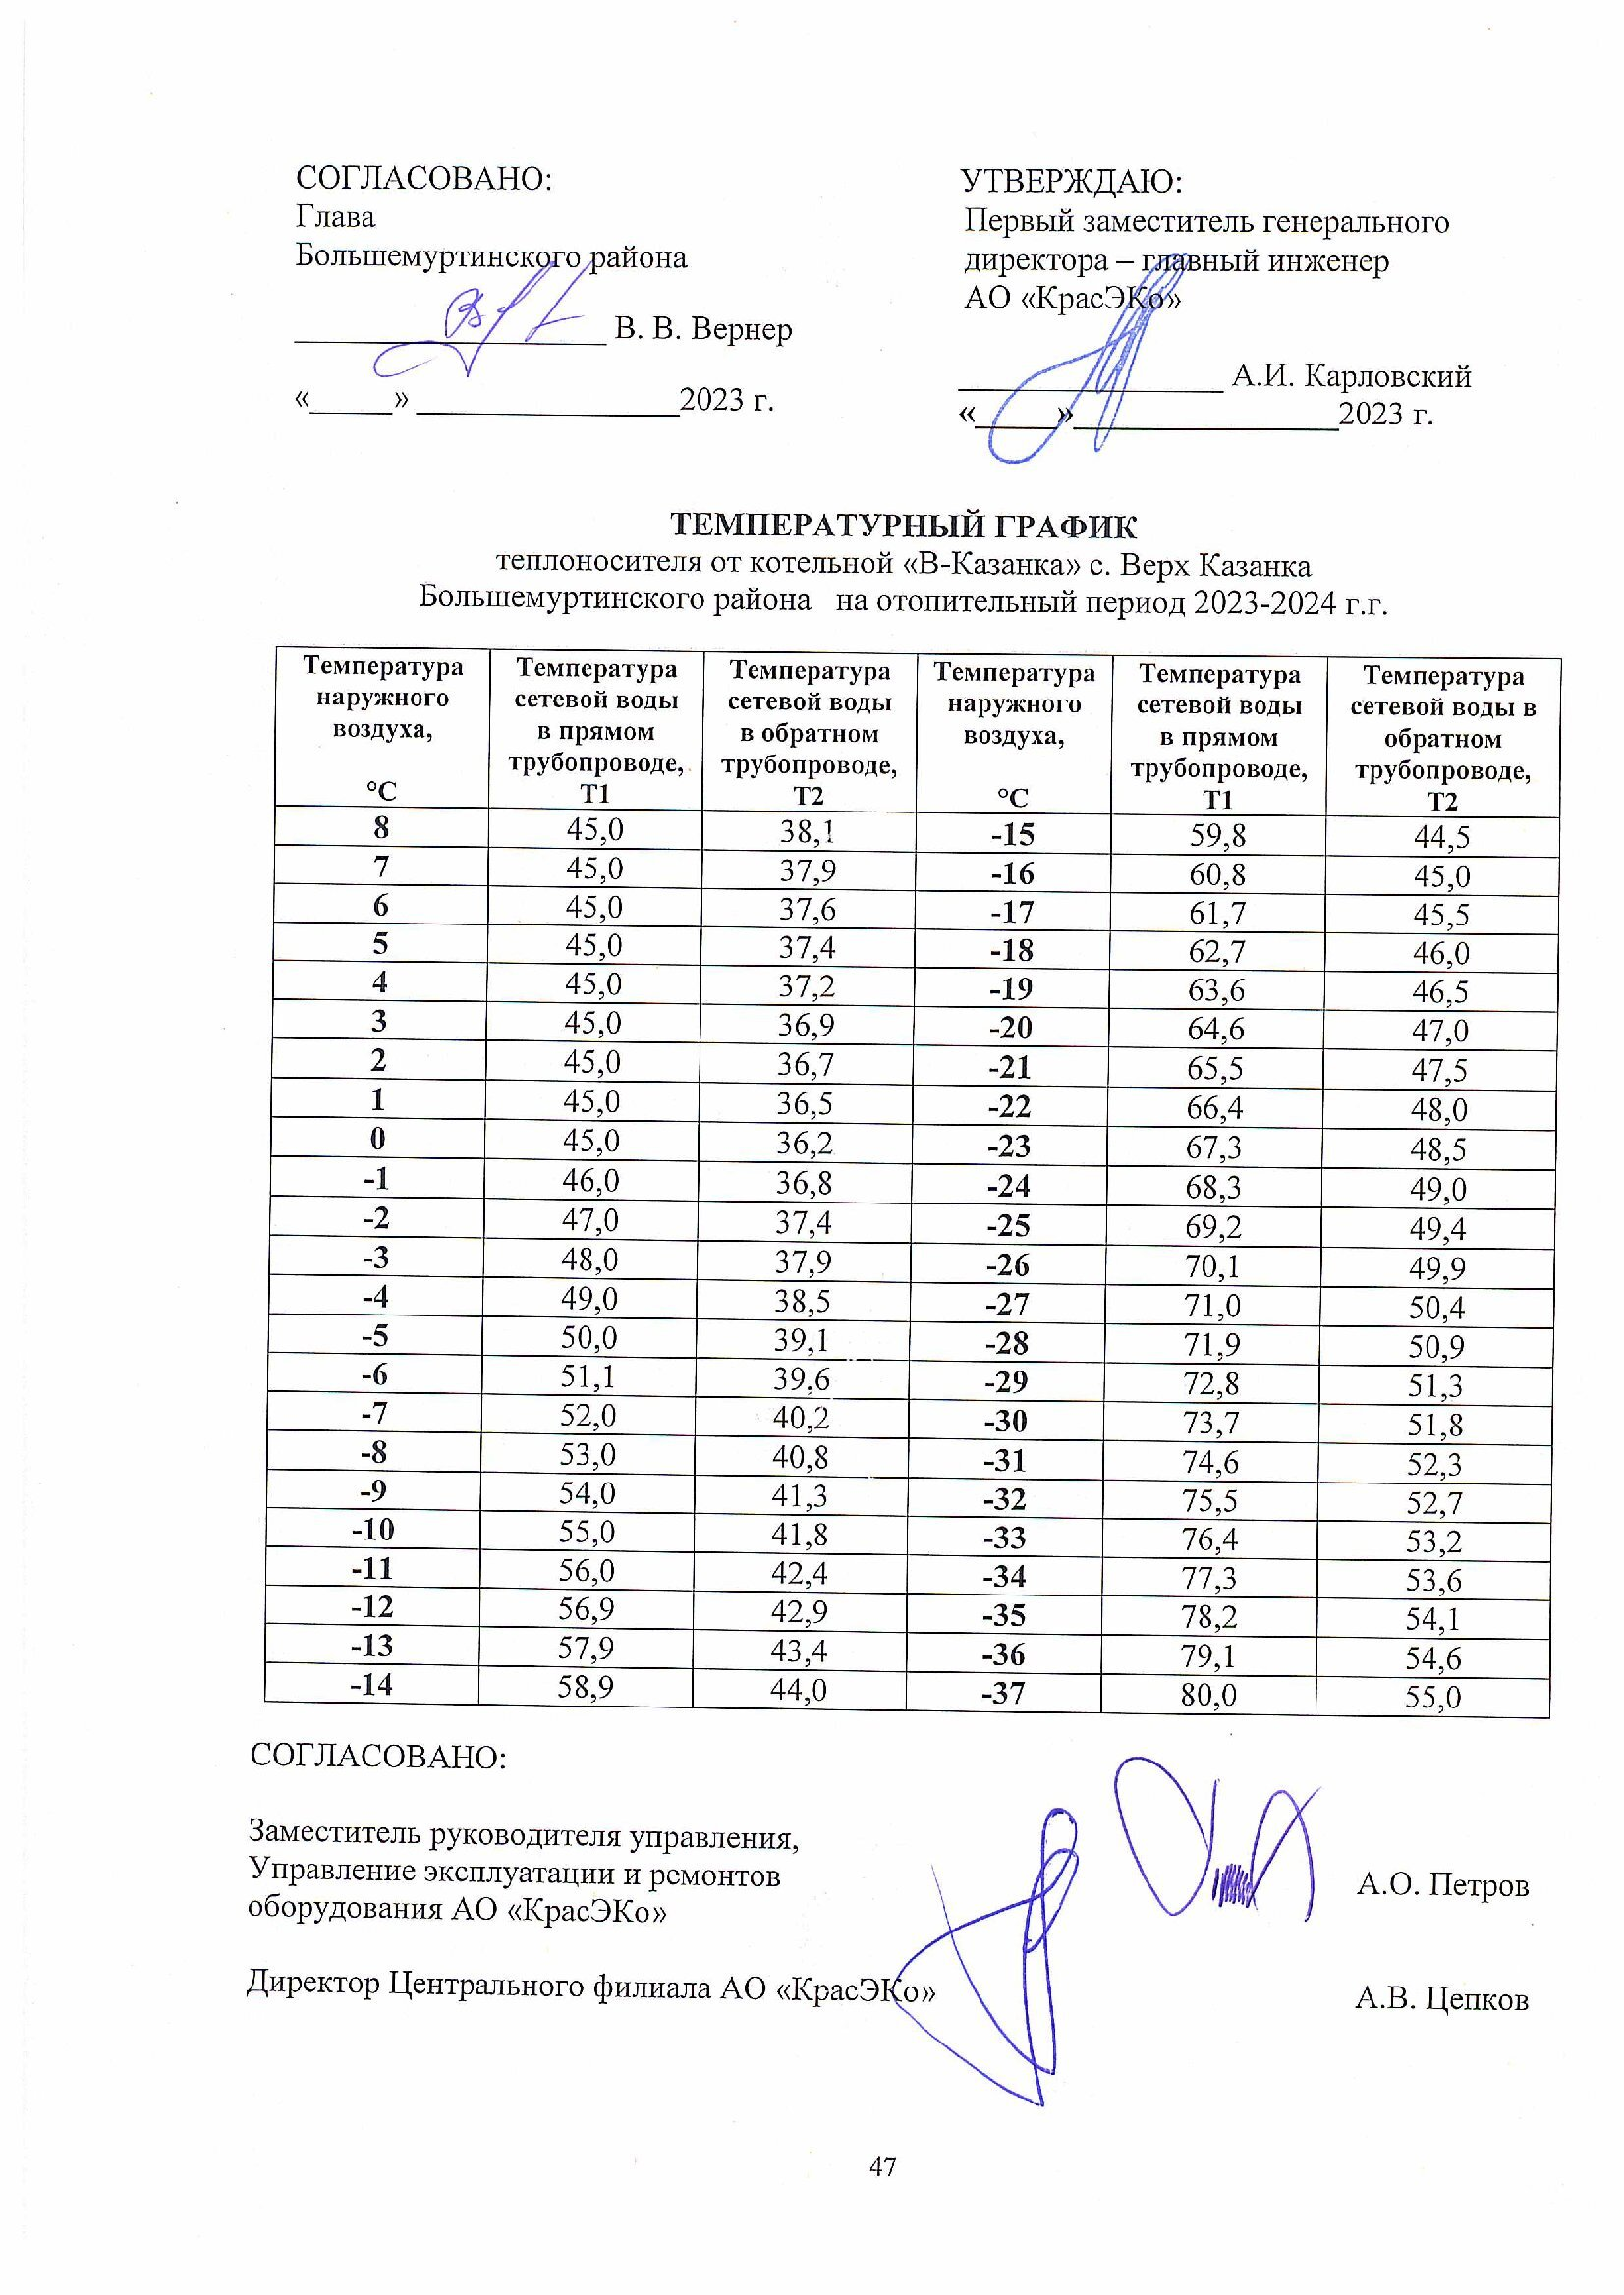 СОГЛАСОВАНО:
Глава
Большемуртинского района
___________________ В. В. Вернер
«_____» ________________2023 г.
УТВЕРЖДАЮ:
Первый заместитель генерального
директора – главный инженер
АО «КрасЭКо»
________________ А.И. Карловский
«_____»________________2023 г.
ТЕМПЕРАТУРНЫЙ ГРАФИК
теплоносителя от котельной «В-Казанка» с. Верх Казанка
Большемуртинского района на отопительный период 2023-2024 г.г.
Температура наружного воздуха, °С | Температура сетевой воды в прямом трубопроводе, Т1 | Температура сетевой воды в обратном трубопроводе, Т2 | Температура наружного воздуха, °С | Температура сетевой воды в прямом трубопроводе, Т1 | Температура сетевой воды в обратном трубопроводе, Т2
8 45,0 38,1 -15 59,8 44,5
7 45,0 37,9 -16 60,8 45,0
6 45,0 37,6 -17 61,7 45,5
5 45,0 37,4 -18 62,7 46,0
4 45,0 37,2 -19 63,6 46,5
3 45,0 36,9 -20 64,6 47,0
2 45,0 36,7 -21 65,5 47,5
1 45,0 36,5 -22 66,4 48,0
0 45,0 36,2 -23 67,3 48,5
-1 46,0 36,8 -24 68,3 49,0
-2 47,0 37,4 -25 69,2 49,4
-3 48,0 37,9 -26 70,1 49,9
-4 49,0 38,5 -27 71,0 50,4
-5 50,0 39,1 -28 71,9 50,9
-6 51,1 39,6 -29 72,8 51,3
-7 52,0 40,2 -30 73,7 51,8
-8 53,0 40,8 -31 74,6 52,3
-9 54,0 41,3 -32 75,5 52,7
-10 55,0 41,8 -33 76,4 53,2
-11 56,0 42,4 -34 77,3 53,6
-12 56,9 42,9 -35 78,2 54,1
-13 57,9 43,4 -36 79,1 54,6
-14 58,9 44,0 -37 80,0 55,0
СОГЛАСОВАНО:
Заместитель руководителя управления,
Управление эксплуатации и ремонтов
оборудования АО «КрасЭКо» А.О. Петров
Директор Центрального филиала АО «КрасЭКо» А.В. Цепков
47